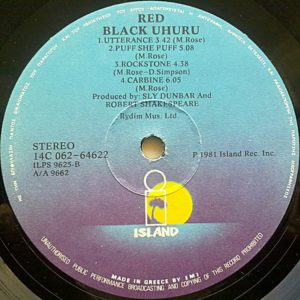 RED
BLACK UHURU
1.UTTERANCE 3.42 (M.Rose)
2.PUFF SHE PUFF 5.08
(M.Rose)
3.ROCKSTONE 4.38
(M.Rose-D.Simpson)
4.CARBINE 6.05
(M.Rose)
Produced by: SLY DUNBAR and
ROBERT SHAKESPEARE
Rydim Mus. Ltd.
STEREO
14C 062-64622
ILPS 9625-B
A/A 9662
P 1981 Island Rec. Inc.
ISLAND
MADE IN GREECE BY EMI
UNAUTHORISED PUBLIC PERFORMANCE BROADCASTING AND COPYING OF THIS RECORD PROHIBITED